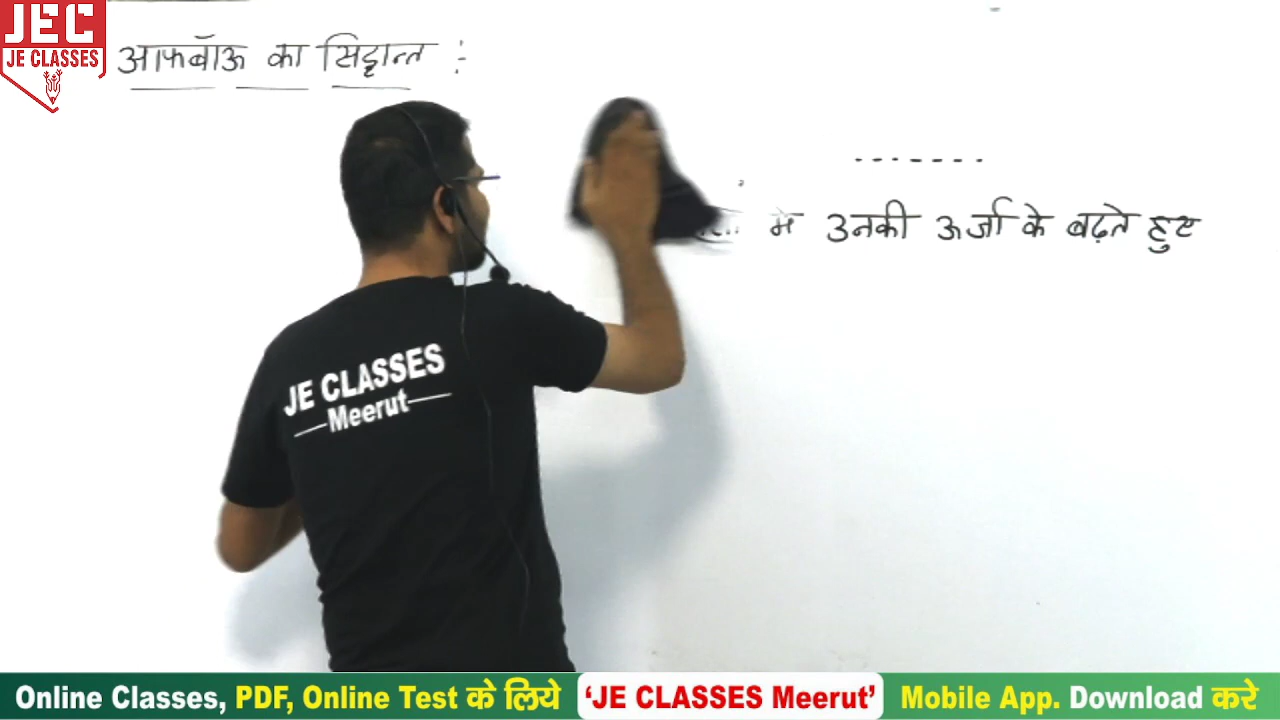 JEC
JE CLASSES
आफबॉऊ का सिद्धान्त :-
में उनकी ऊर्जा के बढ़ते हुए
JE CLASSES
Meerut
Online Classes, PDF, Online Test के लिये 'JE CLASSES Meerut' Mobile App. Download करे